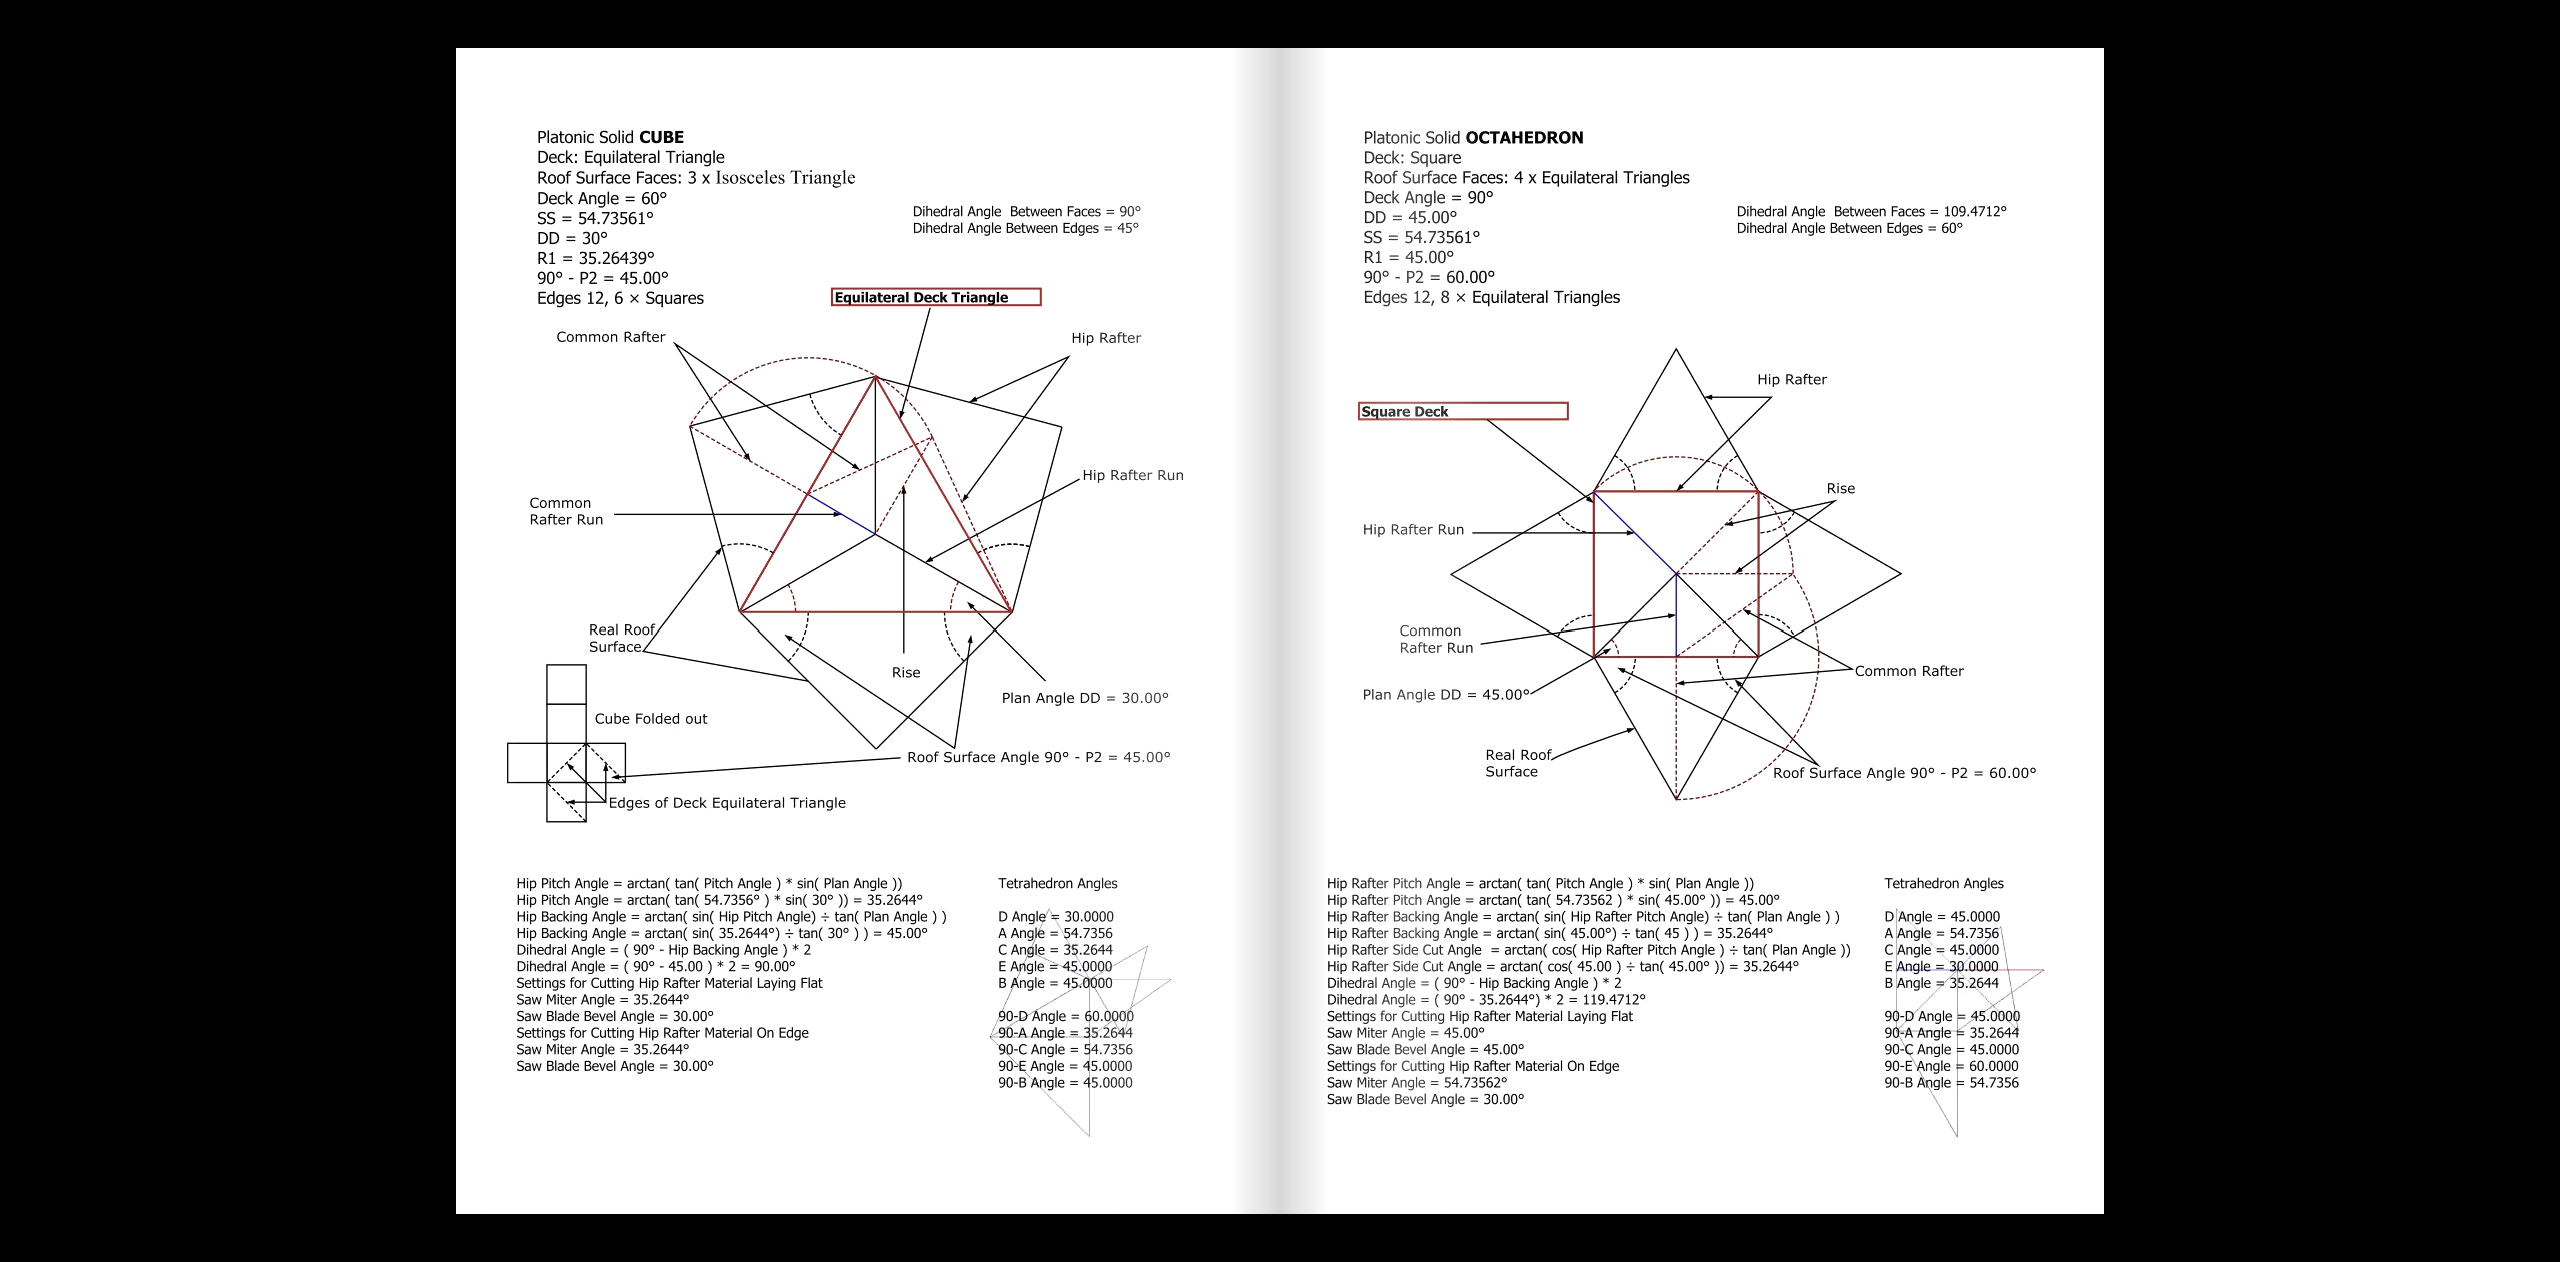 Platonic Solid CUBE
Deck: Equilateral Triangle
Roof Surface Faces: 3 x Isosceles Triangle
Deck Angle = 60°
SS = 54.73561°
DD = 30°
R1 = 35.26439°
90° - P2 = 45.00°
Edges 12, 6 × Squares
Dihedral Angle  Between Faces = 90°
Dihedral Angle Between Edges = 45°
Equilateral Deck Triangle
Common Rafter
Hip Rafter
Hip Rafter Run
Common
Rafter Run
Real Roof
Surface
Rise
Plan Angle DD = 30.00°
Cube Folded out
Roof Surface Angle 90° - P2 = 45.00°
Edges of Deck Equilateral Triangle
Hip Pitch Angle = arctan( tan( Pitch Angle ) * sin( Plan Angle ))
Hip Pitch Angle = arctan( tan( 54.7356° ) * sin( 30° )) = 35.2644°
Hip Backing Angle = arctan( sin( Hip Pitch Angle) ÷ tan( Plan Angle ) )
Hip Backing Angle = arctan( sin( 35.2644°) ÷ tan( 30° ) ) = 45.00°
Dihedral Angle = ( 90° - Hip Backing Angle ) * 2
Dihedral Angle = ( 90° - 45.00 ) * 2 = 90.00°
Settings for Cutting Hip Rafter Material Laying Flat
Saw Miter Angle = 35.2644°
Saw Blade Bevel Angle = 30.00°
Settings for Cutting Hip Rafter Material On Edge
Saw Miter Angle = 35.2644°
Saw Blade Bevel Angle = 30.00°
Tetrahedron Angles
D Angle = 30.0000
A Angle = 54.7356
C Angle = 35.2644
E Angle = 45.0000
B Angle = 45.0000
90-D Angle = 60.0000
90-A Angle = 35.2644
90-C Angle = 54.7356
90-E Angle = 45.0000
90-B Angle = 45.0000
Platonic Solid OCTAHEDRON
Deck: Square
Roof Surface Faces: 4 x Equilateral Triangles
Deck Angle = 90°
DD = 45.00°
SS = 54.73561°
R1 = 45.00°
90° - P2 = 60.00°
Edges 12, 8 × Equilateral Triangles
Dihedral Angle  Between Faces = 109.4712°
Dihedral Angle Between Edges = 60°
Hip Rafter
Square Deck
Rise
Hip Rafter Run
Common
Rafter Run
Common Rafter
Plan Angle DD = 45.00°
Real Roof
Surface
Roof Surface Angle 90° - P2 = 60.00°
Hip Rafter Pitch Angle = arctan( tan( Pitch Angle ) * sin( Plan Angle ))
Hip Rafter Pitch Angle = arctan( tan( 54.73562 ) * sin( 45.00° )) = 45.00°
Hip Rafter Backing Angle = arctan( sin( Hip Rafter Pitch Angle) ÷ tan( Plan Angle ) )
Hip Rafter Backing Angle = arctan( sin( 45.00°) ÷ tan( 45 ) ) = 35.2644°
Hip Rafter Side Cut Angle  = arctan( cos( Hip Rafter Pitch Angle ) ÷ tan( Plan Angle ))
Hip Rafter Side Cut Angle = arctan( cos( 45.00 ) ÷ tan( 45.00° )) = 35.2644°
Dihedral Angle = ( 90° - Hip Backing Angle ) * 2
Dihedral Angle = ( 90° - 35.2644°) * 2 = 119.4712°
Settings for Cutting Hip Rafter Material Laying Flat
Saw Miter Angle = 45.00°
Saw Blade Bevel Angle = 45.00°
Settings for Cutting Hip Rafter Material On Edge
Saw Miter Angle = 54.73562°
Saw Blade Bevel Angle = 30.00°
Tetrahedron Angles
D Angle = 45.0000
A Angle = 54.7356
C Angle = 45.0000
E Angle = 30.0000
B Angle = 35.2644
90-D Angle = 45.0000
90-A Angle = 35.2644
90-C Angle = 45.0000
90-E Angle = 60.0000
90-B Angle = 54.7356